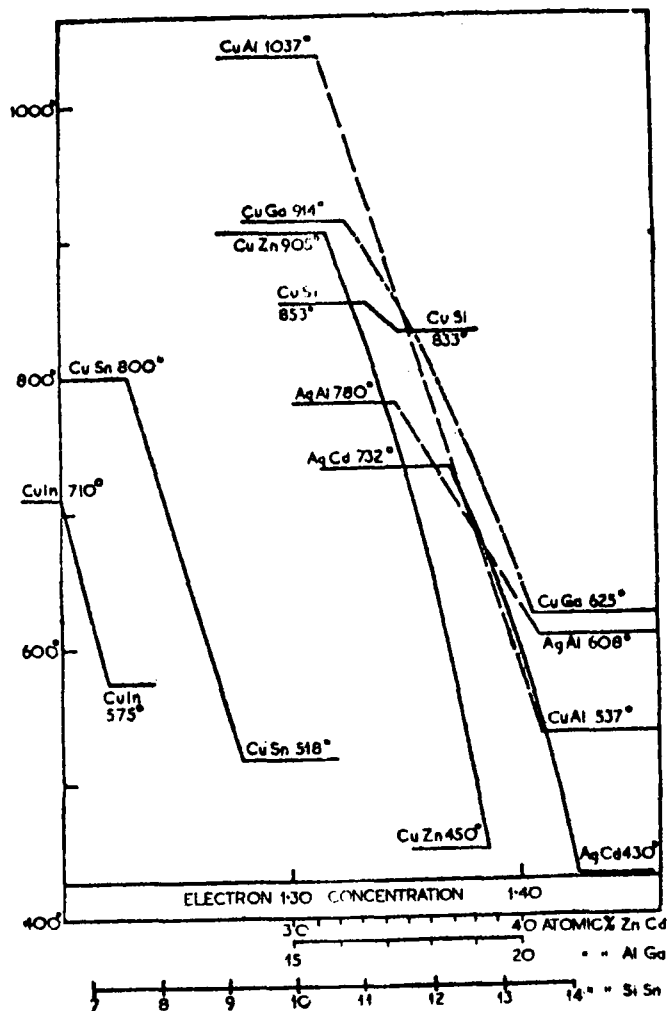 CuAl 1037°
1000°
CuGa 914°
CuZn 905°
CuSi
853°
CuSi
833°
CuSn 800°
800°
AgAl 780°
AgCd 732°
CuIn 710°
CuGa 625°
AgAl 608°
600°
CuIn
575°
CuAl 537°
CuSn 518°
CuZn 450°
AgCd 430°
ELECTRON 1·30 CONCENTRATION 1·40
400°
30 40 ATOMIC % Zn Cd
15 20 " " Al Ga
7 8 9 10 11 12 13 14 " " Si Sn